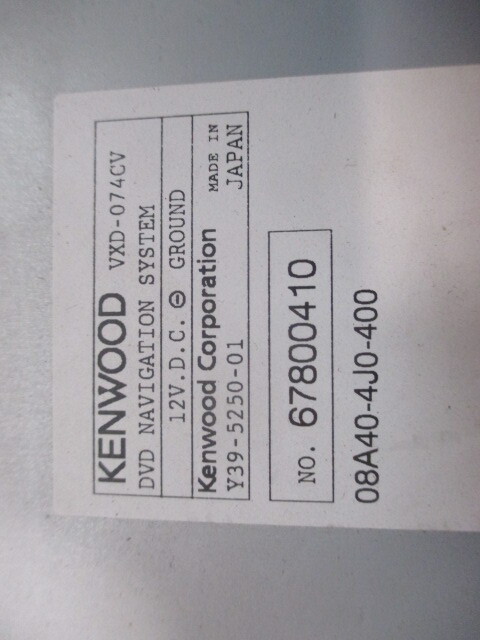 KENWOOD VXD-074CV
DVD NAVIGATION SYSTEM
12V.D.C. ⊖ GROUND
Kenwood Corporation MADE IN
Y39-5250-01 JAPAN
NO. 67800410
08A40-4J0-400